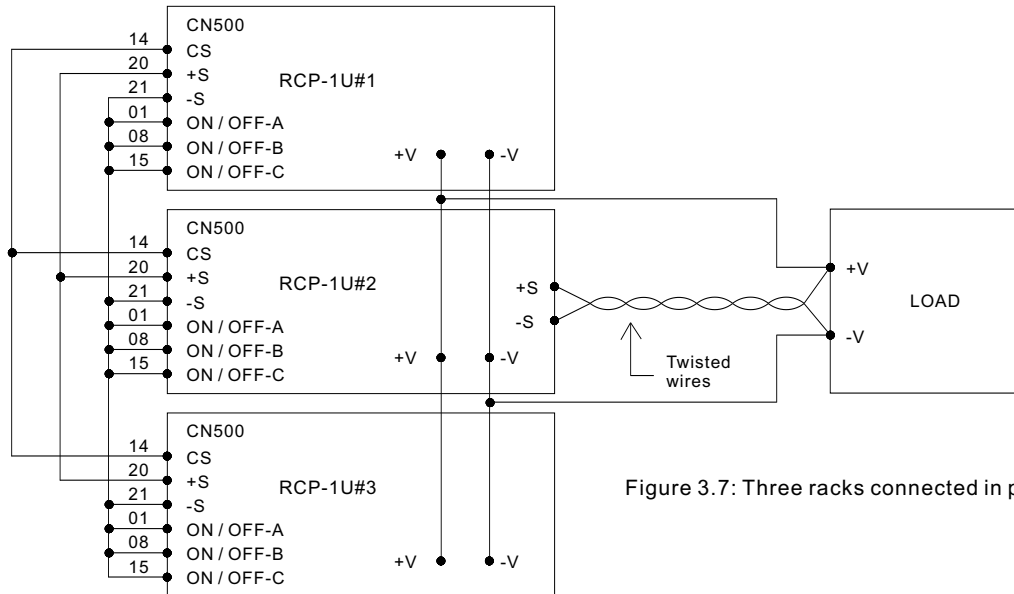 CN500
14 CS
20 +S
21 -S
01 ON / OFF-A
08 ON / OFF-B
15 ON / OFF-C
RCP-1U#1
+V -V
CN500
14 CS
20 +S
21 -S
01 ON / OFF-A
08 ON / OFF-B
15 ON / OFF-C
RCP-1U#2
+S
-S
+V -V
Twisted
wires
+V
-V
LOAD
CN500
14 CS
20 +S
21 -S
01 ON / OFF-A
08 ON / OFF-B
15 ON / OFF-C
RCP-1U#3
+V -V
Figure 3.7: Three racks connected in p